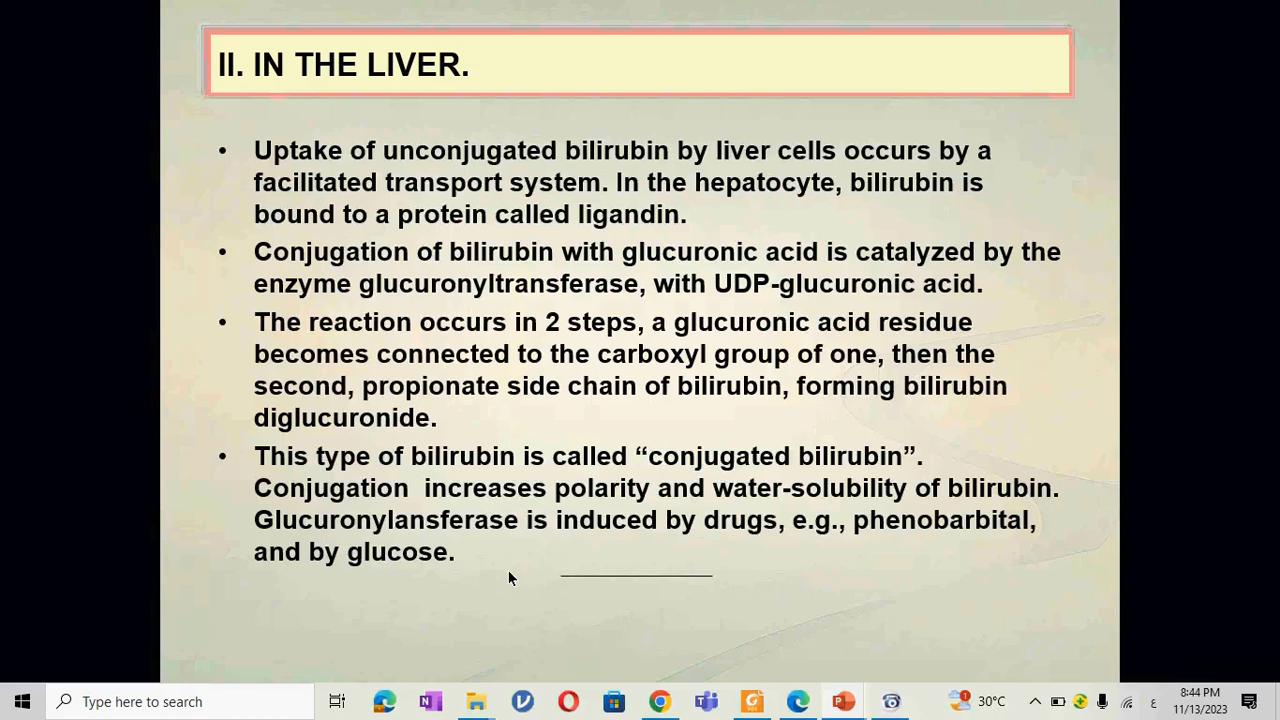 II. IN THE LIVER.
• Uptake of unconjugated bilirubin by liver cells occurs by a
facilitated transport system. In the hepatocyte, bilirubin is
bound to a protein called ligandin.
• Conjugation of bilirubin with glucuronic acid is catalyzed by the
enzyme glucuronyltransferase, with UDP-glucuronic acid.
• The reaction occurs in 2 steps, a glucuronic acid residue
becomes connected to the carboxyl group of one, then the
second, propionate side chain of bilirubin, forming bilirubin
diglucuronide.
• This type of bilirubin is called “conjugated bilirubin”.
Conjugation increases polarity and water-solubility of bilirubin.
Glucuronylansferase is induced by drugs, e.g., phenobarbital,
and by glucose.
Type here to search
30°C
ع
8:44 PM
11/13/2023